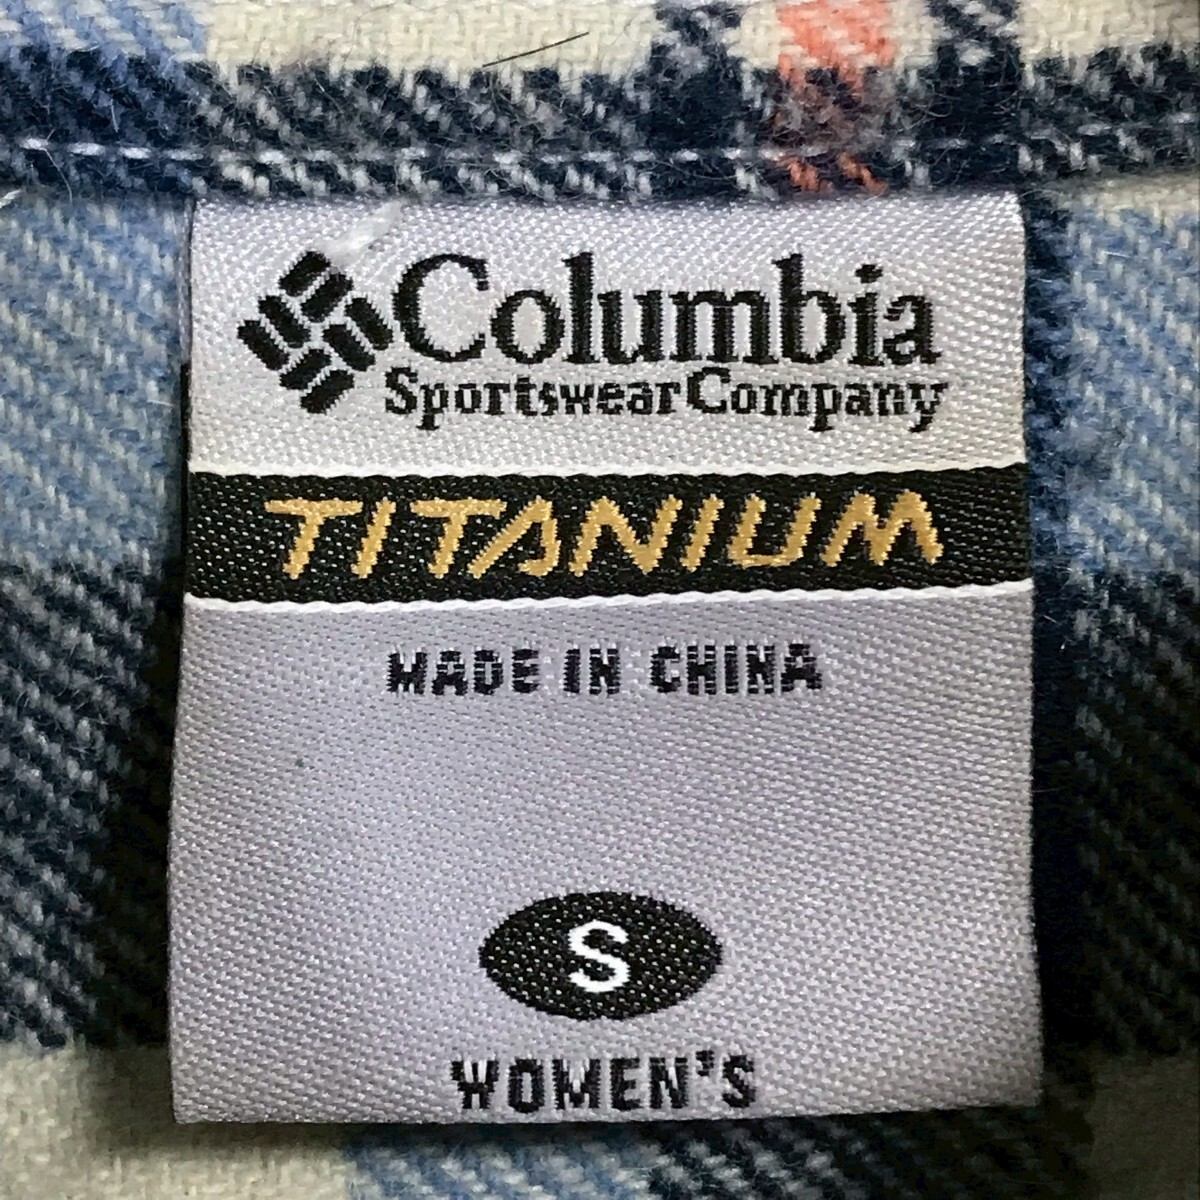 Columbia
Sportswear Company
TITANIUM
MADE IN CHINA
S
WOMEN'S